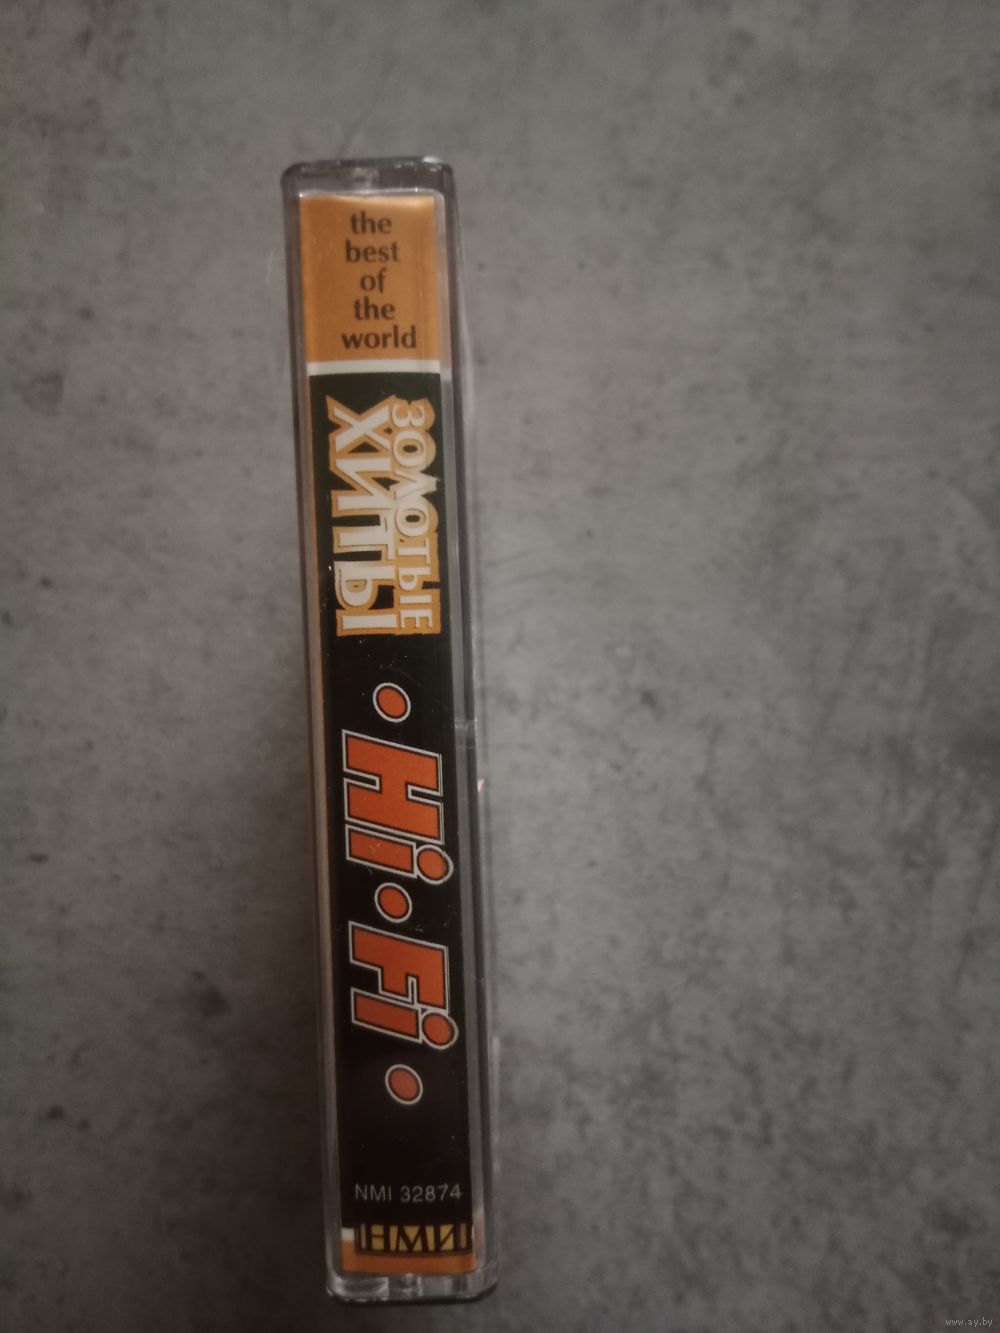 the
best
of
the
world
ЗОЛОТЫЕ
ХИТЫ
• Hi•Fi •
NMI 32874
НМИ
www.ay.by